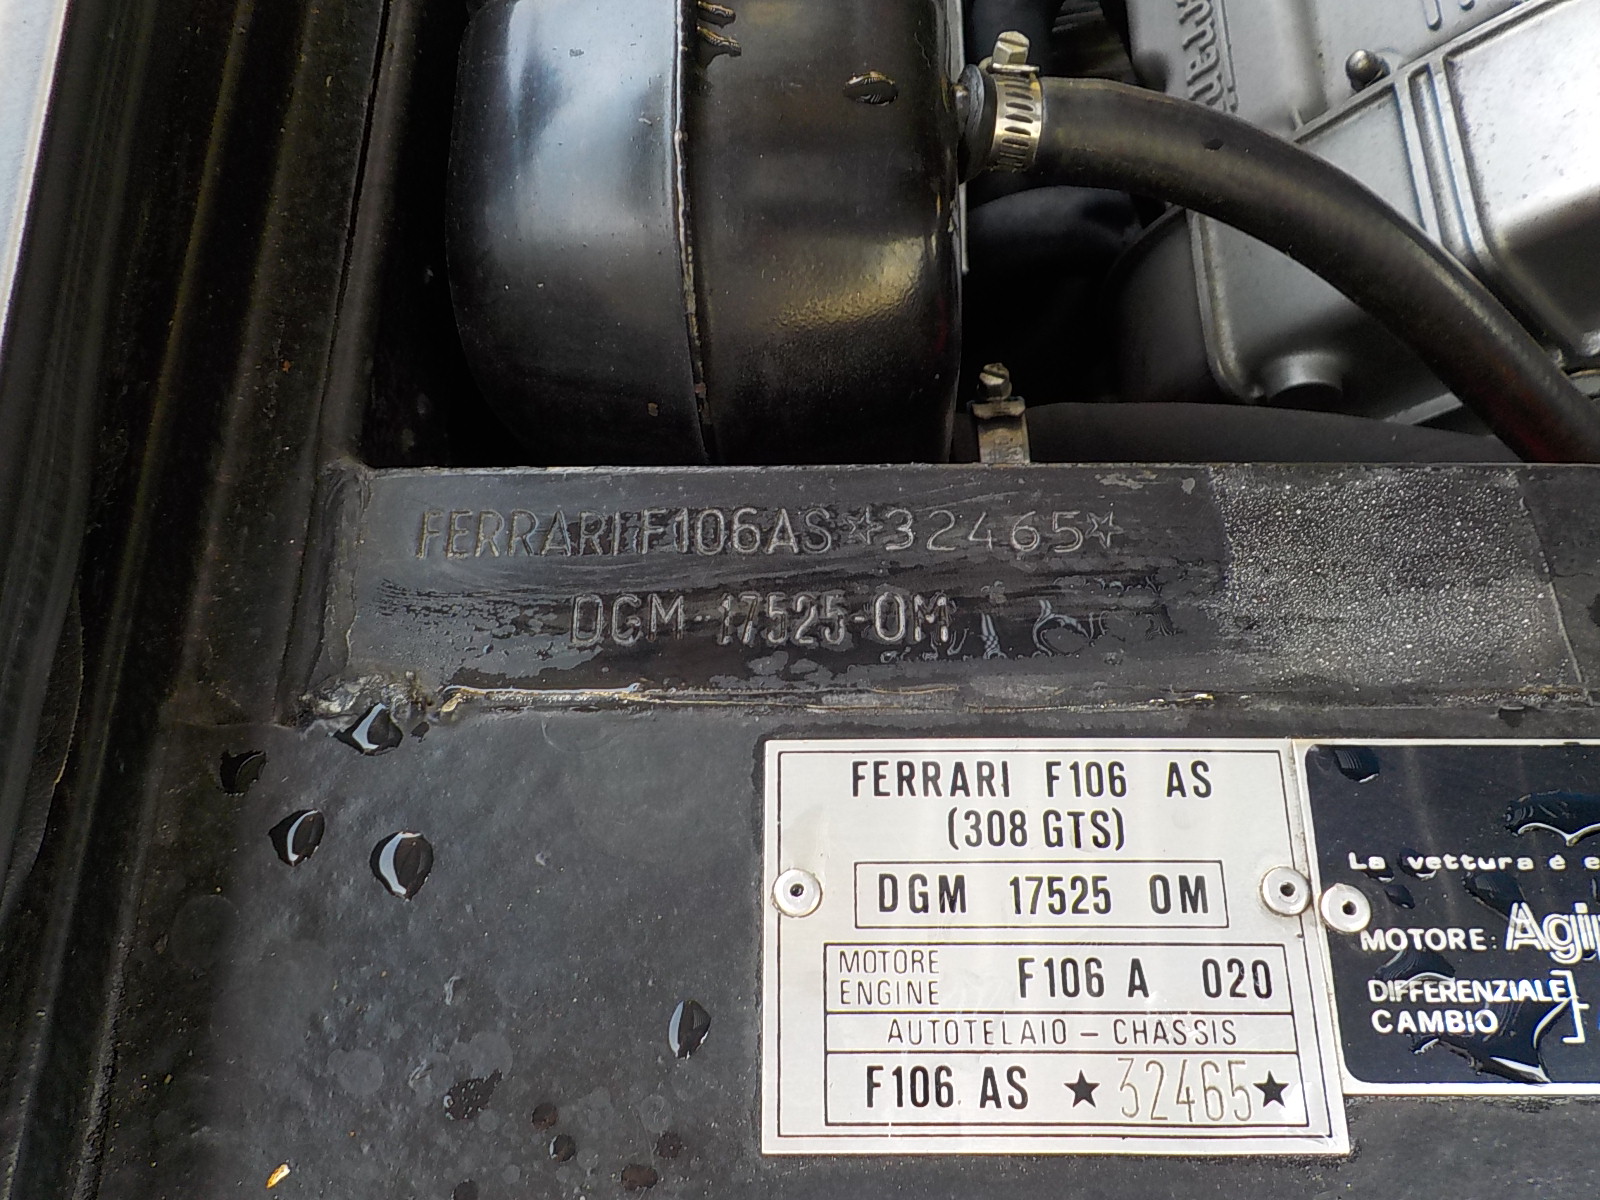 Ferrari
FERRARI F106AS☆32465☆
DGM-17525-OM
FERRARI F106 AS
(308 GTS)
DGM 17525 OM
MOTORE
ENGINE
F106 A 020
AUTOTELAIO - CHASSIS
F106 AS ★ 32465 ★
La vettura é
MOTORE:
DIFFERENZIALE
CAMBIO